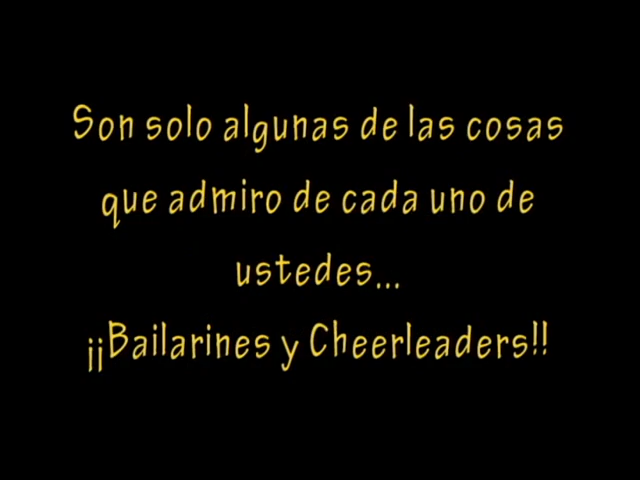 Son solo algunas de las cosas
que admiro de cada uno de
ustedes...
¡¡Bailarines y Cheerleaders!!